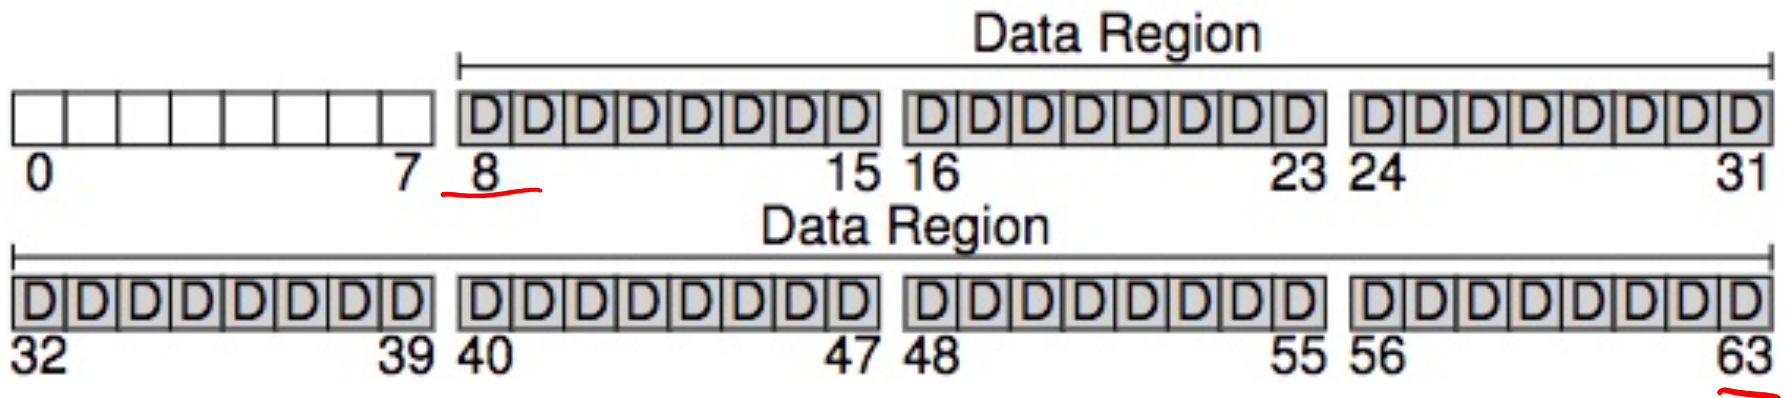 Data Region
D D D D D D D D D D D D D D D D D D D D D D D D
0 7 8 15 16 23 24 31
Data Region
D D D D D D D D D D D D D D D D D D D D D D D D D D D D D D D D
32 39 40 47 48 55 56 63